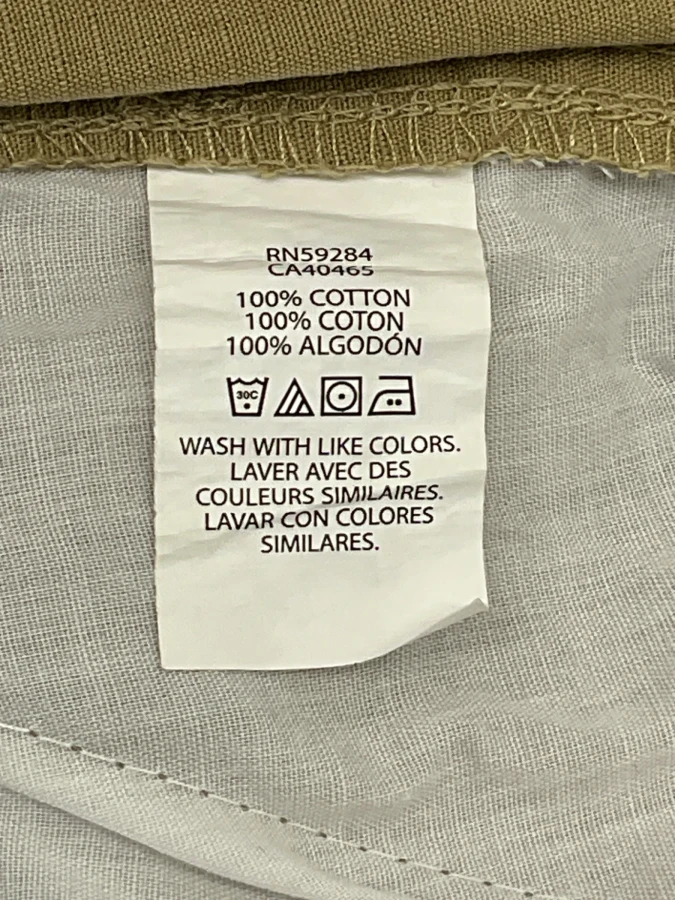 RN59284
CA40465
100% COTTON
100% COTON
100% ALGODÓN
30C
WASH WITH LIKE COLORS.
LAVER AVEC DES
COULEURS SIMILAIRES.
LAVAR CON COLORES
SIMILARES.